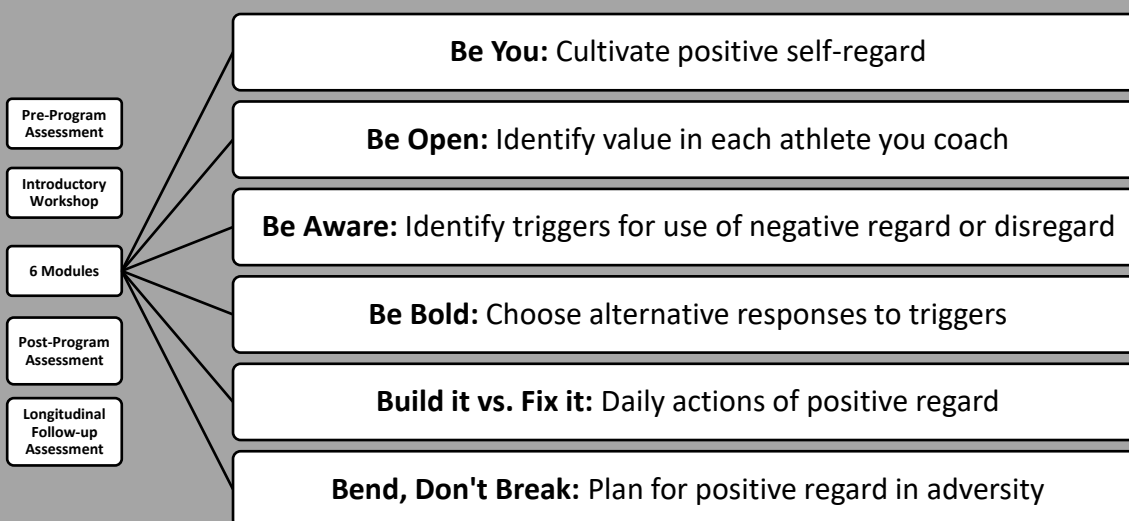 Pre-Program
Assessment
Introductory
Workshop
6 Modules
Post-Program
Assessment
Longitudinal
Follow-up
Assessment
Be You: Cultivate positive self-regard
Be Open: Identify value in each athlete you coach
Be Aware: Identify triggers for use of negative regard or disregard
Be Bold: Choose alternative responses to triggers
Build it vs. Fix it: Daily actions of positive regard
Bend, Don't Break: Plan for positive regard in adversity